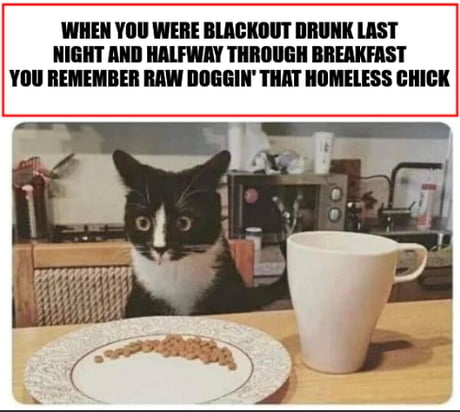 WHEN YOU WERE BLACKOUT DRUNK LAST
NIGHT AND HALFWAY THROUGH BREAKFAST
YOU REMEMBER RAW DOGGIN' THAT HOMELESS CHICK